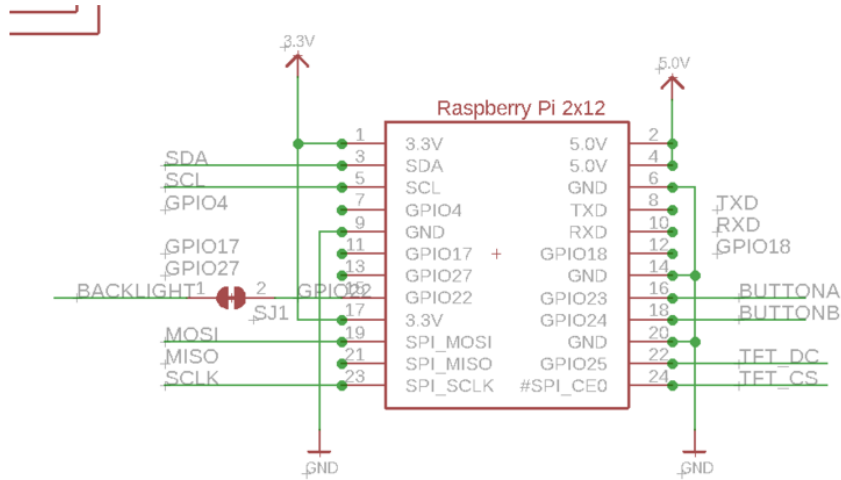 3.3V
5.0V
Raspberry Pi 2x12
1 3.3V 5.0V 2
SDA 3 SDA 5.0V 4
SCL 5 SCL GND 6
GPIO4 7 GPIO4 TXD 8 TXD
9 GND RXD 10 RXD
GPIO17 11 GPIO17 GPIO18 12 GPIO18
GPIO27 13 GPIO27 GND 14
BACKLIGHT 1 2 GPIO22 15 GPIO22 GPIO23 16 BUTTONA
SJ1 17 3.3V GPIO24 18 BUTTONB
MOSI 19 SPI_MOSI GND 20
MISO 21 SPI_MISO GPIO25 22 TFT_DC
SCLK 23 SPI_SCLK #SPI_CE0 24 TFT_CS
GND GND